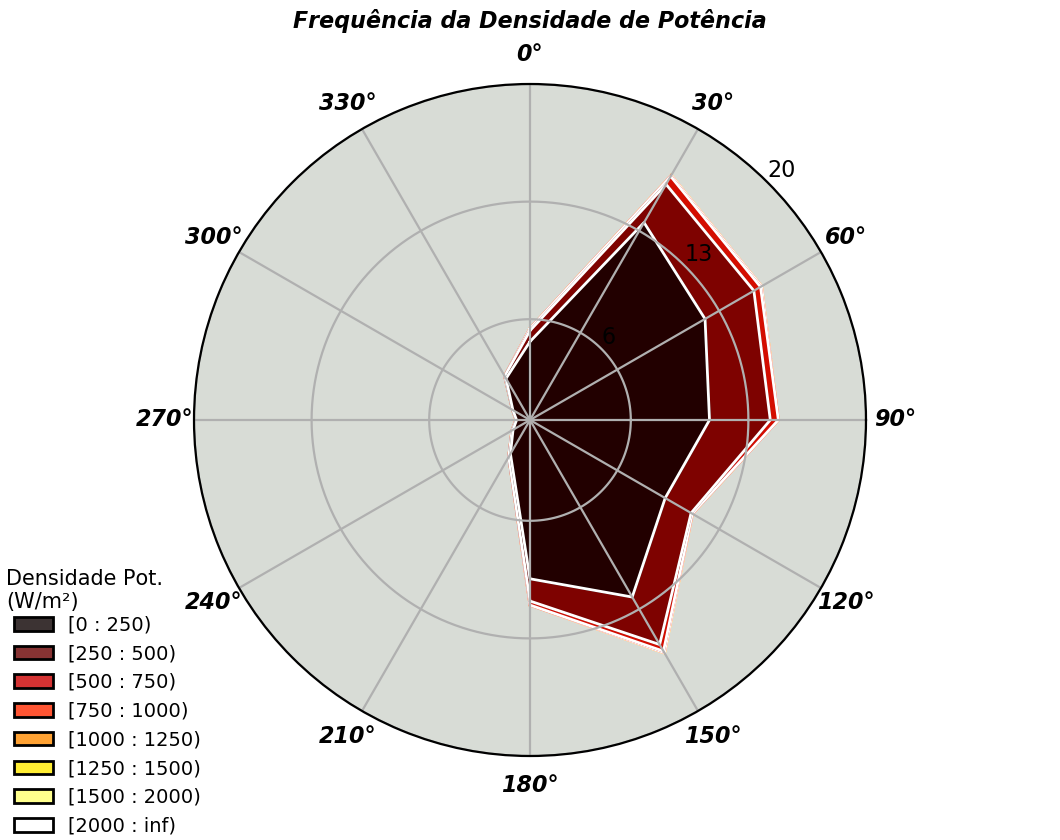 Frequência da Densidade de Potência
0°
330°
30°
20
300°
60°
13
6
270°
90°
240°
120°
210°
150°
180°
Densidade Pot.
(W/m²)
[0 : 250)
[250 : 500)
[500 : 750)
[750 : 1000)
[1000 : 1250)
[1250 : 1500)
[1500 : 2000)
[2000 : inf)